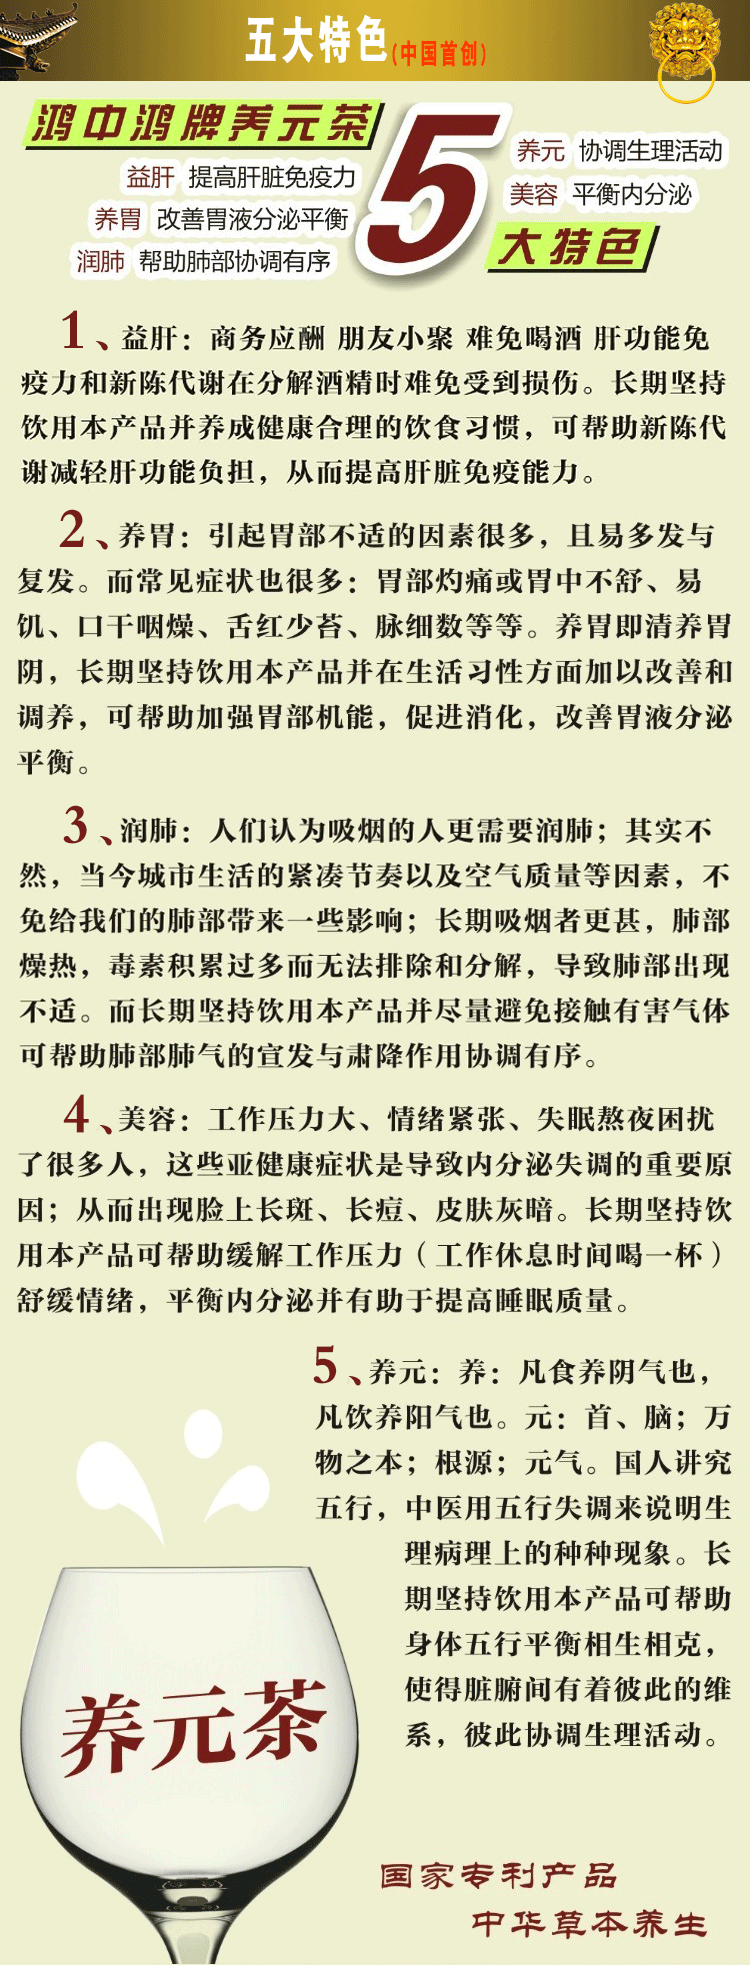 五大特色(中国首创)
鸿中鸿牌养元茶
5
大特色
益肝 提高肝脏免疫力
养胃 改善胃液分泌平衡
润肺 帮助肺部协调有序
养元 协调生理活动
美容 平衡内分泌
1、益肝：商务应酬 朋友小聚 难免喝酒 肝功能免
疫力和新陈代谢在分解酒精时难免受到损伤。长期坚持
饮用本产品并养成健康合理的饮食习惯，可帮助新陈代
谢减轻肝功能负担，从而提高肝脏免疫能力。
2、养胃：引起胃部不适的因素很多，且易多发与
复发。而常见症状也很多：胃部灼痛或胃中不舒、易
饥、口干咽燥、舌红少苔、脉细数等等。养胃即清养胃
阴，长期坚持饮用本产品并在生活习性方面加以改善和
调养，可帮助加强胃部机能，促进消化，改善胃液分泌
平衡。
3、润肺：人们认为吸烟的人更需要润肺；其实不
然，当今城市生活的紧凑节奏以及空气质量等因素，不
免给我们的肺部带来一些影响；长期吸烟者更甚，肺部
燥热，毒素积累过多而无法排除和分解，导致肺部出现
不适。而长期坚持饮用本产品并尽量避免接触有害气体
可帮助肺部肺气的宣发与肃降作用协调有序。
4、美容：工作压力大、情绪紧张、失眠熬夜困扰
了很多人，这些亚健康症状是导致内分泌失调的重要原
因；从而出现脸上长斑、长痘、皮肤灰暗。长期坚持饮
用本产品可帮助缓解工作压力（工作休息时间喝一杯）
舒缓情绪，平衡内分泌并有助于提高睡眠质量。
5、养元：养：凡食养阴气也，
凡饮养阳气也。元：首、脑；万
物之本；根源；元气。国人讲究
五行，中医用五行失调来说明生
理病理上的种种现象。长
期坚持饮用本产品可帮助
身体五行平衡相生相克，
使得脏腑间有着彼此的维
系，彼此协调生理活动。
养元茶
国家专利产品
中华草本养生